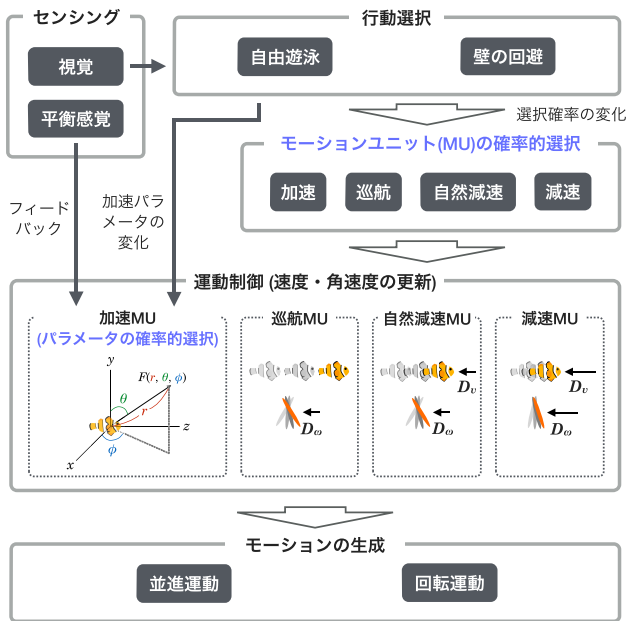 センシング
視覚
平衡感覚
行動選択
自由遊泳
壁の回避
選択確率の変化
モーションユニット(MU)の確率的選択
加速
巡航
自然減速
減速
フィード
バック
加速パラ
メータの
変化
運動制御 (速度・角速度の更新)
加速MU
(パラメータの確率的選択)
y
F(r, θ, ϕ)
θ
r
z
ϕ
x
巡航MU
Dω
自然減速MU
Dv
Dω
減速MU
Dv
Dω
モーションの生成
並進運動
回転運動